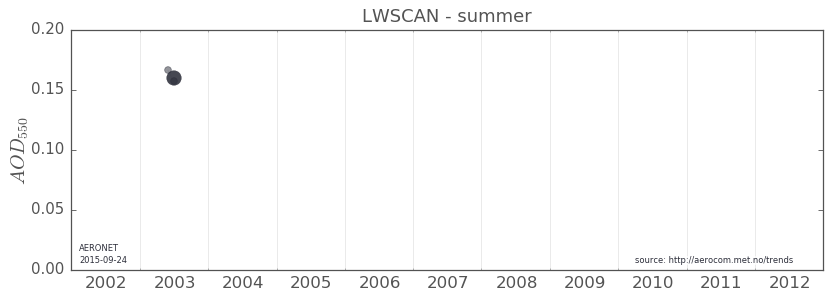 LWSCAN - summer
0.20
0.15
0.10
0.05
0.00
AOD550
AERONET
2015-09-24
source: http://aerocom.met.no/trends
2002 2003 2004 2005 2006 2007 2008 2009 2010 2011 2012